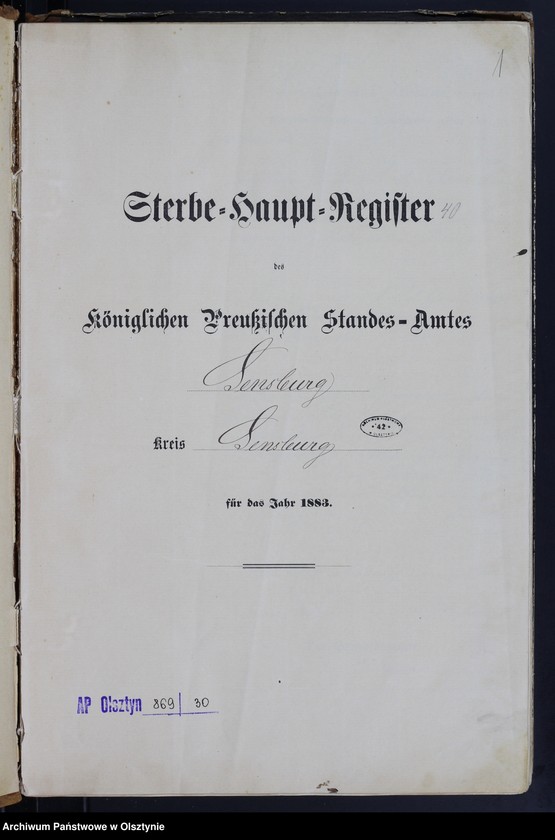 1
Sterbe-Haupt-Register 40
des
Königlichen Preußischen Standes-Amtes
Sensburg
Kreis Sensburg
42
für das Jahr 1883.
AP Olsztyn 869 | 30
Archiwum Państwowe w Olsztynie